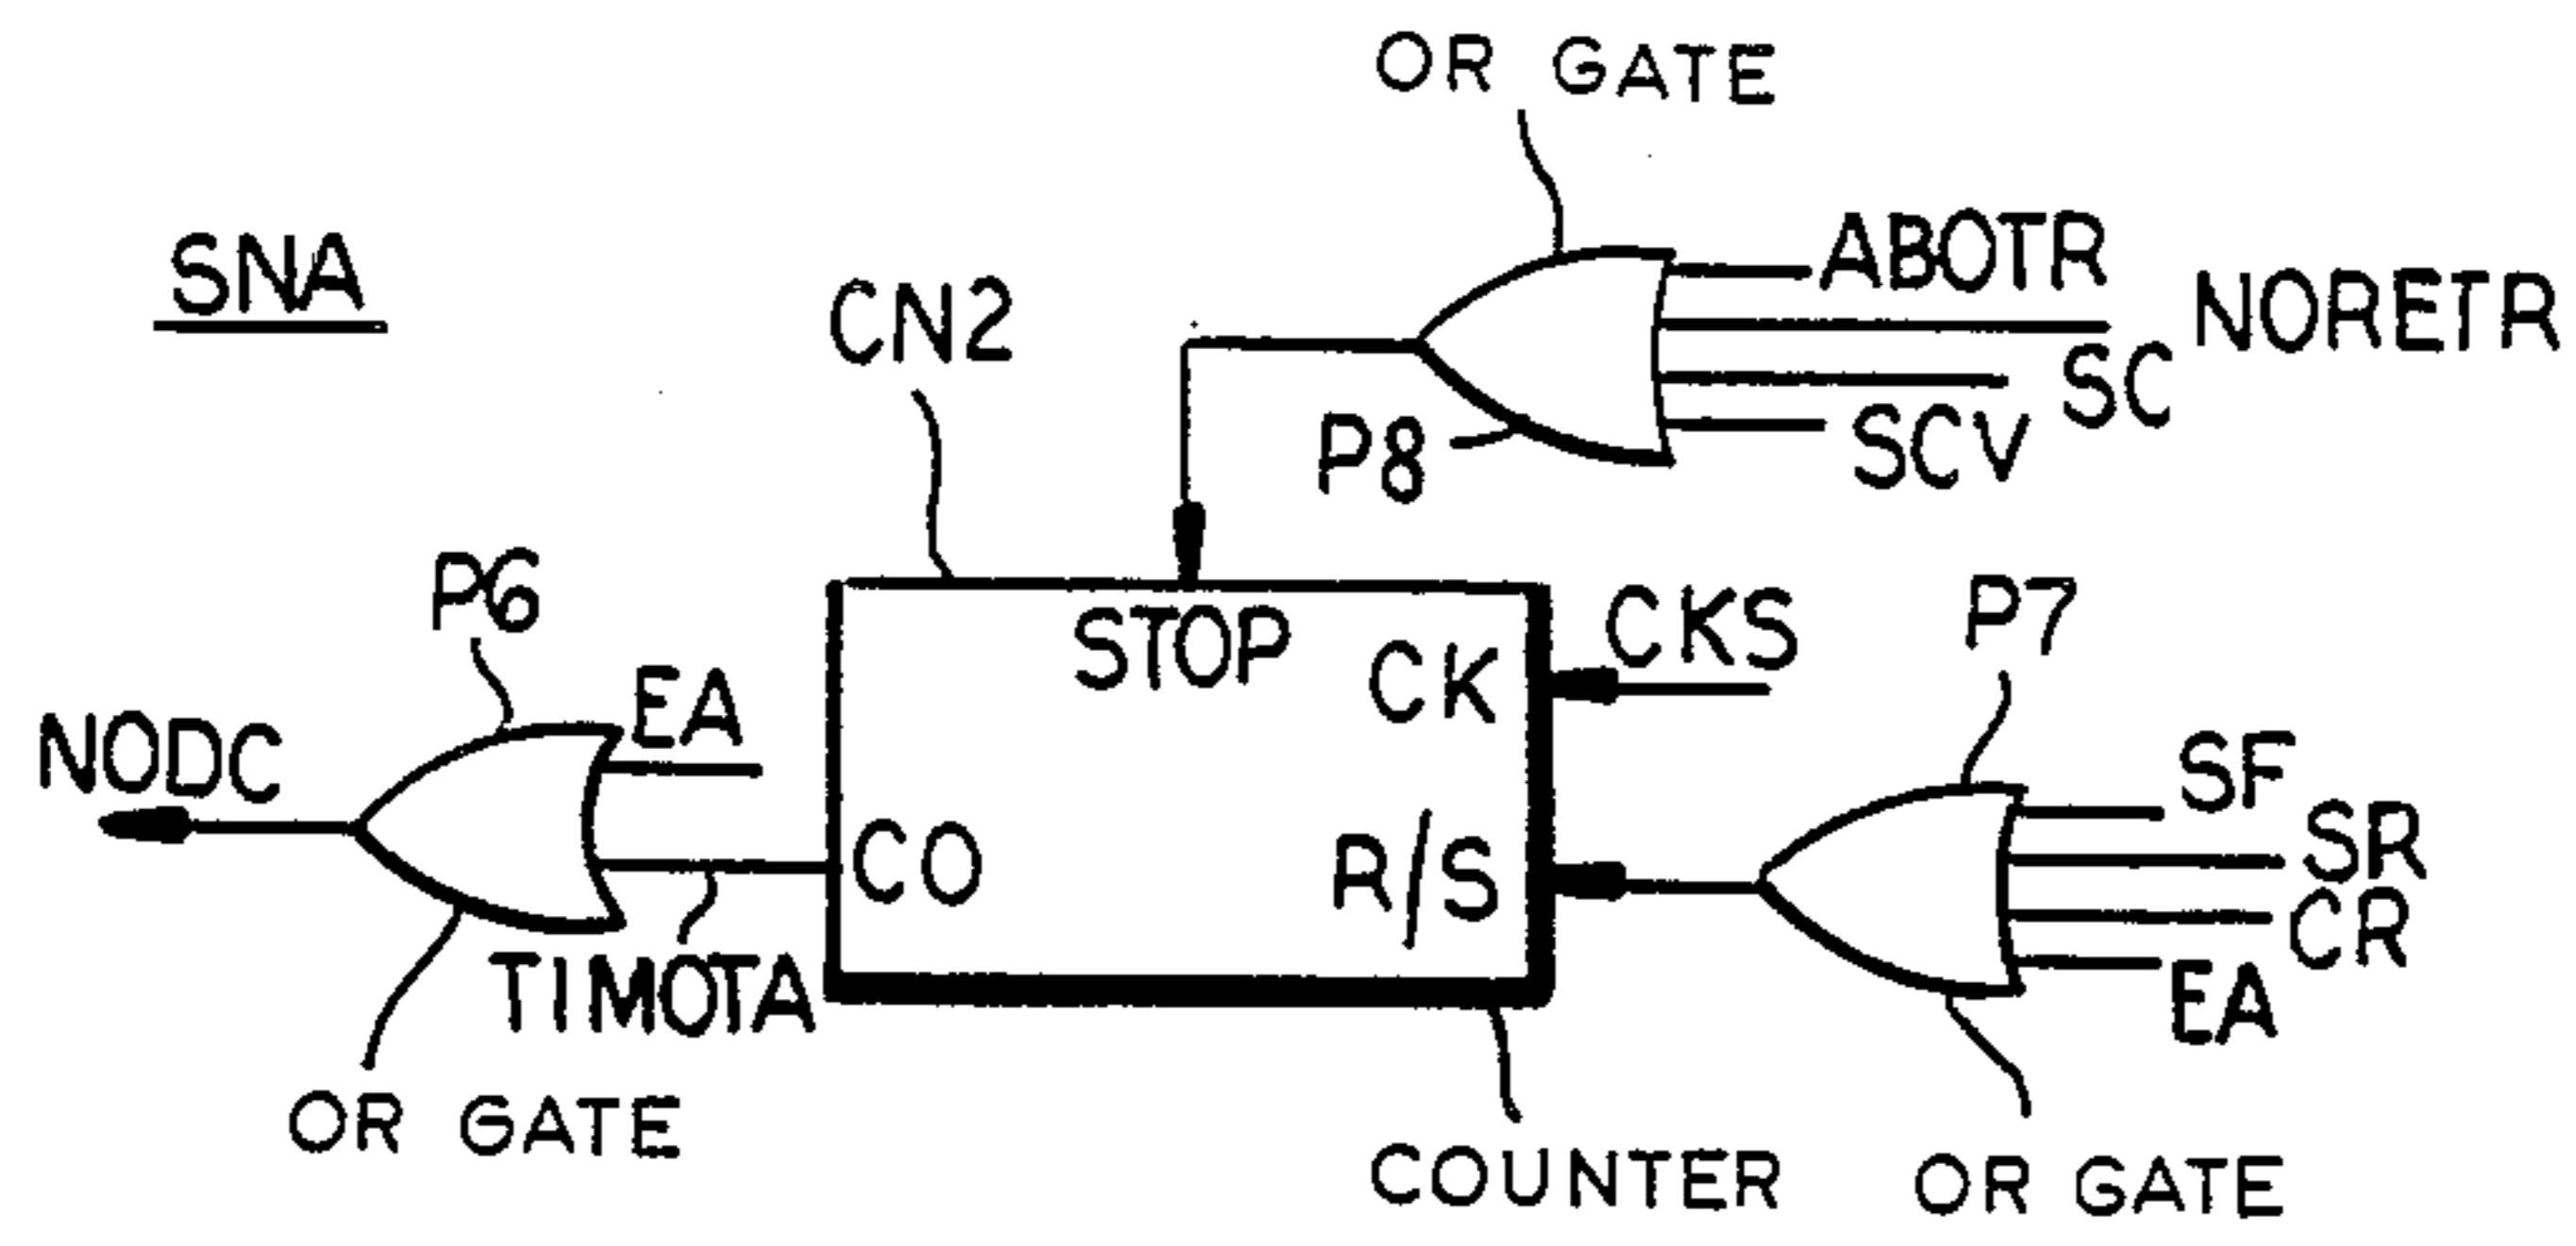 OR GATE
SNA
ABOTR
NORETR
CN2
SC
SCV
P8
P6
STOP
CKS
P7
CK
EA
NODC
SF
SR
CO
R/S
CR
EA
TIMOTA
OR GATE
COUNTER
OR GATE